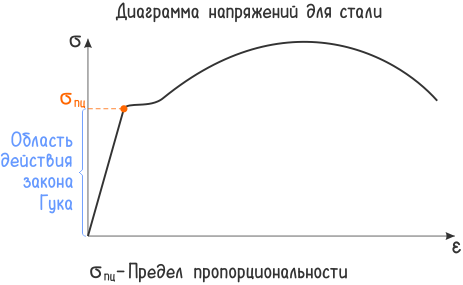 Диаграмма напряжений для стали
σ
σпц
Область
действия
закона
Гука
ε
σпц - Предел пропорциональности